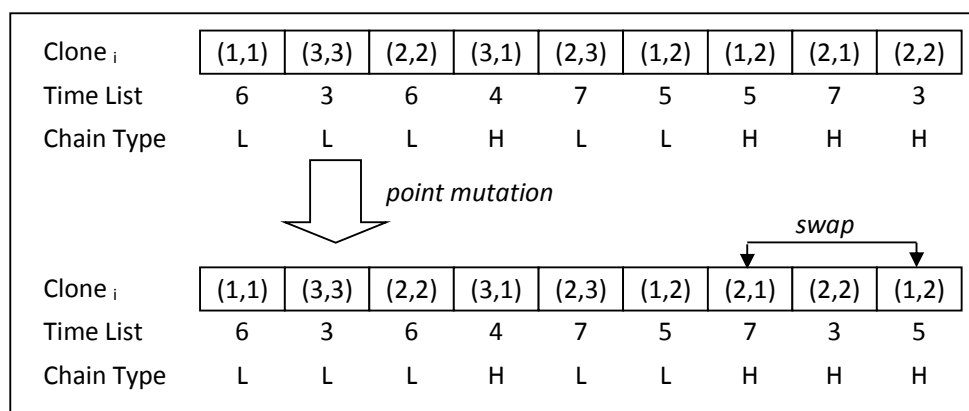 Clone i (1,1) (3,3) (2,2) (3,1) (2,3) (1,2) (1,2) (2,1) (2,2)
Time List 6 3 6 4 7 5 5 7 3
Chain Type L L L H L L H H H
point mutation
swap
Clone i (1,1) (3,3) (2,2) (3,1) (2,3) (1,2) (2,1) (2,2) (1,2)
Time List 6 3 6 4 7 5 7 3 5
Chain Type L L L H L L H H H